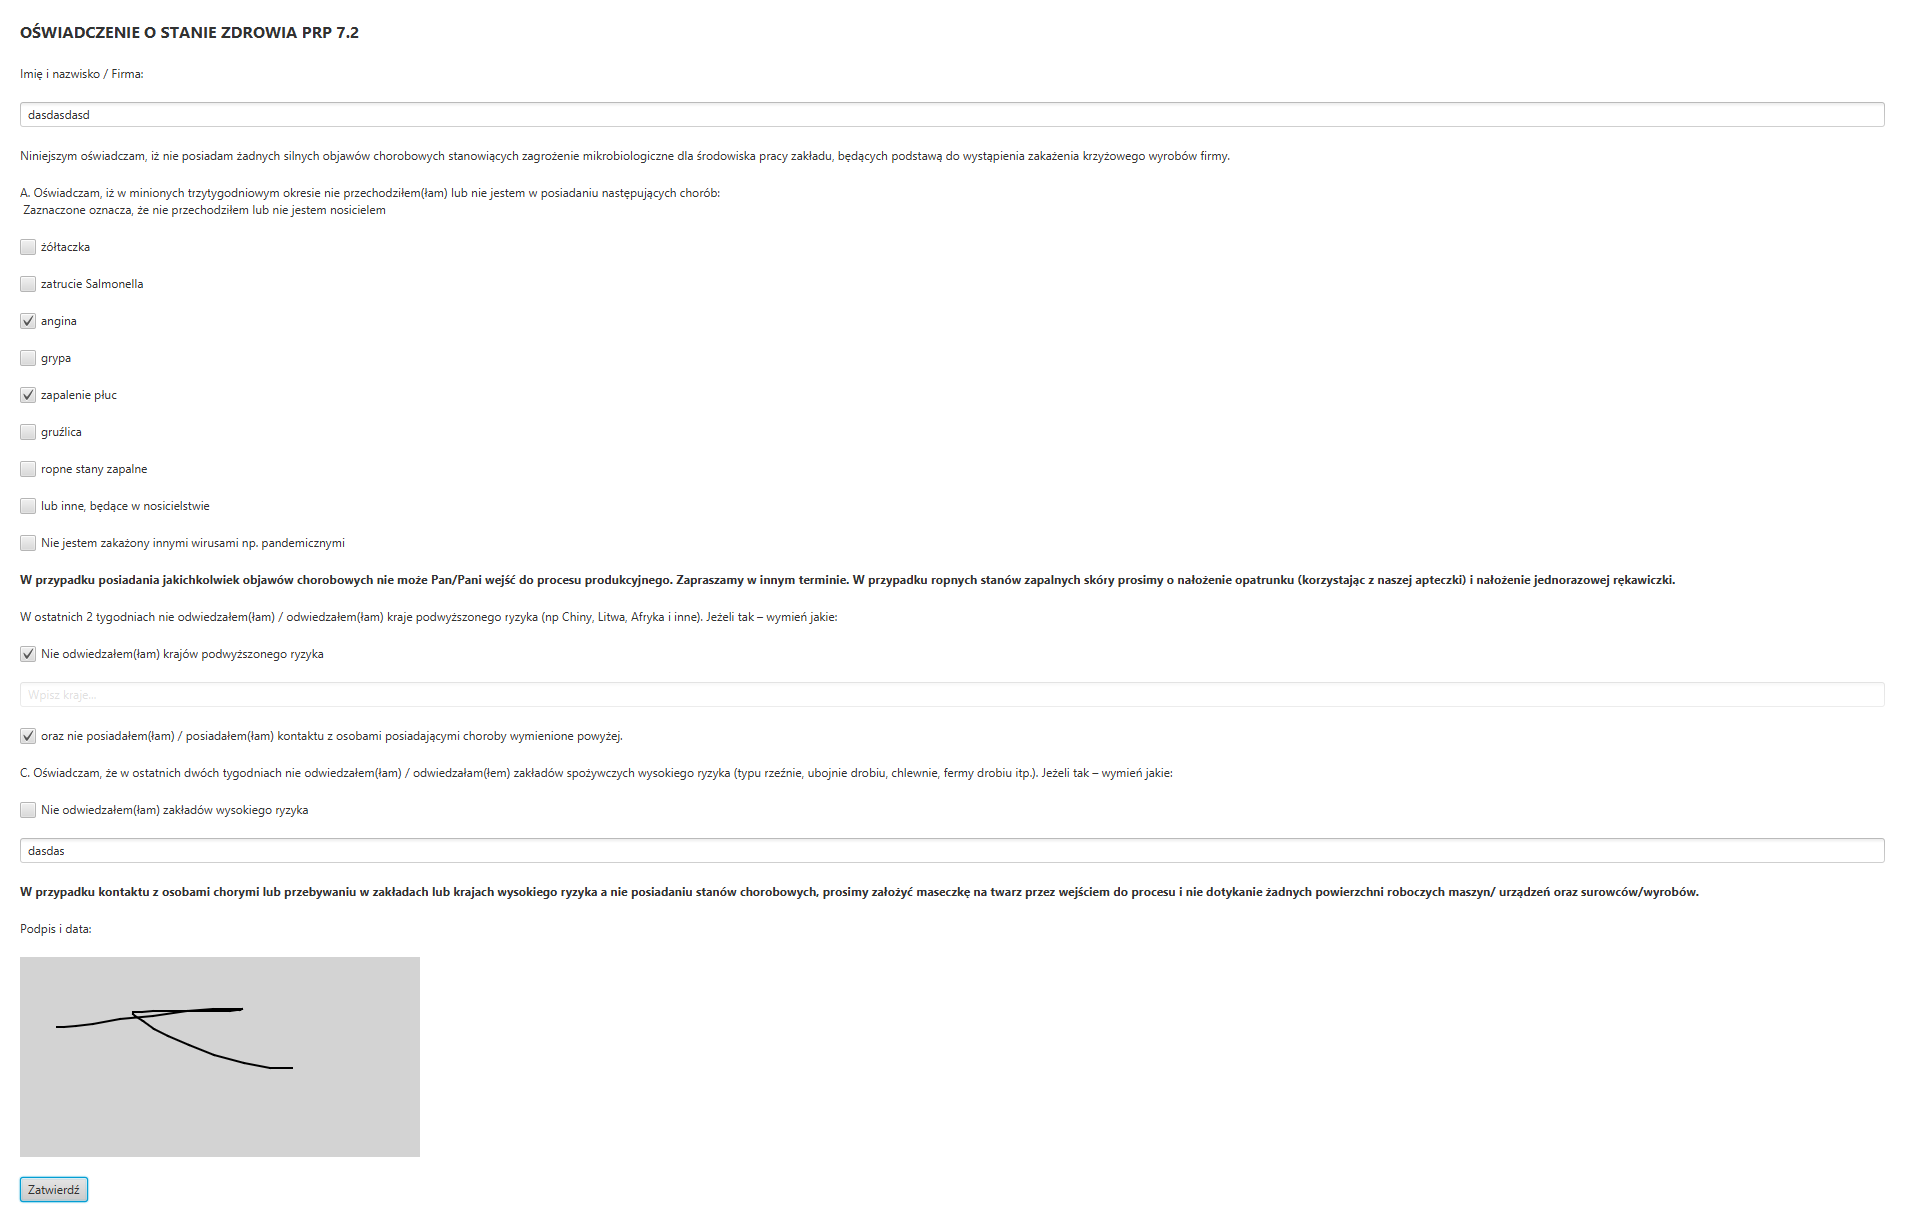 OŚWIADCZENIE O STANIE ZDROWIA PRP 7.2
Imię i nazwisko / Firma:
dasdasdasd
Niniejszym oświadczam, iż nie posiadam żadnych silnych objawów chorobowych stanowiących zagrożenie mikrobiologiczne dla środowiska pracy zakładu, będących podstawą do wystąpienia zakażenia krzyżowego wyrobów firmy.
A. Oświadczam, iż w minionych trzytygodniowym okresie nie przechodziłem(łam) lub nie jestem w posiadaniu następujących chorób:
Zaznaczone oznacza, że nie przechodziłem lub nie jestem nosicielem
żółtaczka
zatrucie Salmonella
angina
grypa
zapalenie płuc
gruźlica
ropne stany zapalne
lub inne, będące w nosicielstwie
Nie jestem zakażony innymi wirusami np. pandemicznymi
W przypadku posiadania jakichkolwiek objawów chorobowych nie może Pan/Pani wejść do procesu produkcyjnego. Zapraszamy w innym terminie. W przypadku ropnych stanów zapalnych skóry prosimy o nałożenie opatrunku (korzystając z naszej apteczki) i nałożenie jednorazowej rękawiczki.
W ostatnich 2 tygodniach nie odwiedzałem(łam) / odwiedzałem(łam) kraje podwyższonego ryzyka (np Chiny, Litwa, Afryka i inne). Jeżeli tak – wymień jakie:
Nie odwiedzałem(łam) krajów podwyższonego ryzyka
Wpisz kraje...
oraz nie posiadałem(łam) / posiadałem(łam) kontaktu z osobami posiadającymi choroby wymienione powyżej.
C. Oświadczam, że w ostatnich dwóch tygodniach nie odwiedzałem(łam) / odwiedzałam(łem) zakładów spożywczych wysokiego ryzyka (typu rzeźnie, ubojnie drobiu, chlewnie, fermy drobiu itp.). Jeżeli tak – wymień jakie:
Nie odwiedzałem(łam) zakładów wysokiego ryzyka
dasdas
W przypadku kontaktu z osobami chorymi lub przebywaniu w zakładach lub krajach wysokiego ryzyka a nie posiadaniu stanów chorobowych, prosimy założyć maseczkę na twarz przez wejściem do procesu i nie dotykanie żadnych powierzchni roboczych maszyn/ urządzeń oraz surowców/wyrobów.
Podpis i data:
Zatwierdź